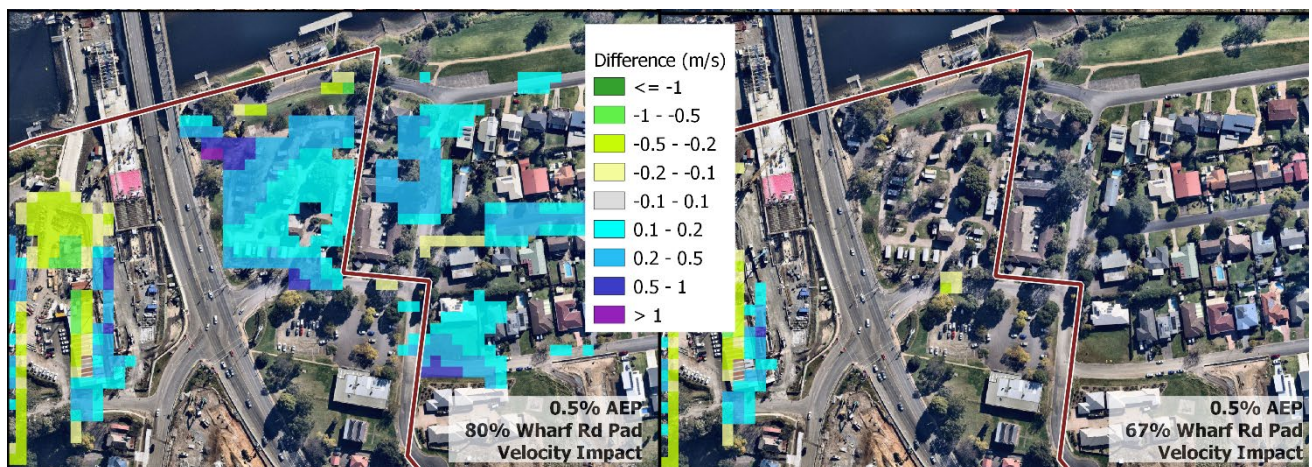 Difference (m/s)
<= -1
-1 - -0.5
-0.5 - -0.2
-0.2 - -0.1
-0.1 - 0.1
0.1 - 0.2
0.2 - 0.5
0.5 - 1
> 1
0.5% AEP
80% Wharf Rd Pad
Velocity Impact
0.5% AEP
67% Wharf Rd Pad
Velocity Impact